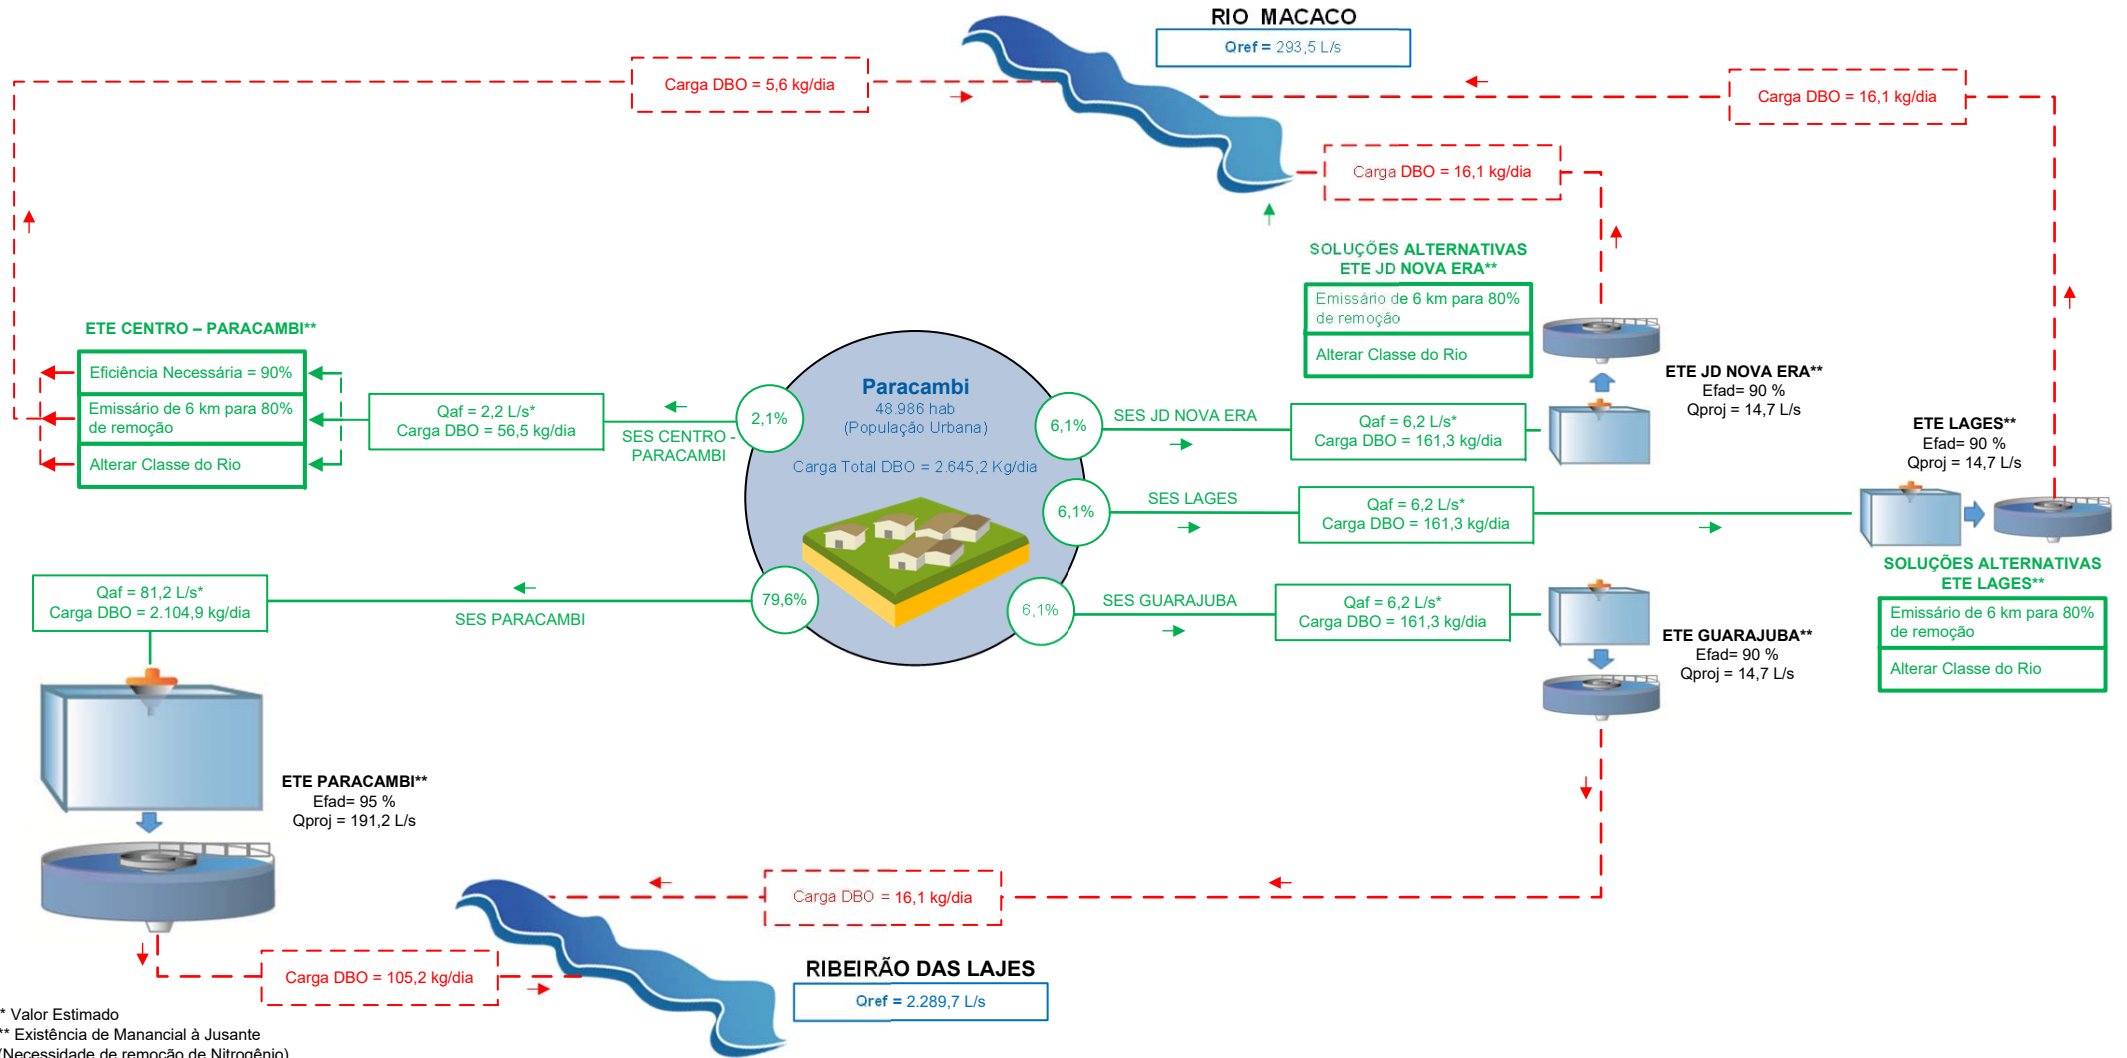 RIO MACACO
Qref = 293,5 L/s
Carga DBO = 5,6 kg/dia
Carga DBO = 16,1 kg/dia
Carga DBO = 16,1 kg/dia
SOLUÇÕES ALTERNATIVAS
ETE JD NOVA ERA**
Emissário de 6 km para 80%
de remoção
Alterar Classe do Rio
ETE JD NOVA ERA**
Efad= 90 %
Qproj = 14,7 L/s
ETE CENTRO – PARACAMBI**
Eficiência Necessária = 90%
Emissário de 6 km para 80%
de remoção
Alterar Classe do Rio
Qaf = 2,2 L/s*
Carga DBO = 56,5 kg/dia
SES CENTRO -
PARACAMBI
2,1%
Paracambi
48.986 hab
(População Urbana)
Carga Total DBO = 2.645,2 Kg/dia
6,1%
SES JD NOVA ERA
Qaf = 6,2 L/s*
Carga DBO = 161,3 kg/dia
6,1%
SES LAGES
Qaf = 6,2 L/s*
Carga DBO = 161,3 kg/dia
ETE LAGES**
Efad= 90 %
Qproj = 14,7 L/s
SOLUÇÕES ALTERNATIVAS
ETE LAGES**
Emissário de 6 km para 80%
de remoção
Alterar Classe do Rio
6,1%
SES GUARAJUBA
Qaf = 6,2 L/s*
Carga DBO = 161,3 kg/dia
ETE GUARAJUBA**
Efad= 90 %
Qproj = 14,7 L/s
79,6%
SES PARACAMBI
Qaf = 81,2 L/s*
Carga DBO = 2.104,9 kg/dia
ETE PARACAMBI**
Efad= 95 %
Qproj = 191,2 L/s
Carga DBO = 16,1 kg/dia
Carga DBO = 105,2 kg/dia
RIBEIRÃO DAS LAJES
Qref = 2.289,7 L/s
* Valor Estimado
** Existência de Manancial à Jusante
(Necessidade de remoção de Nitrogênio)